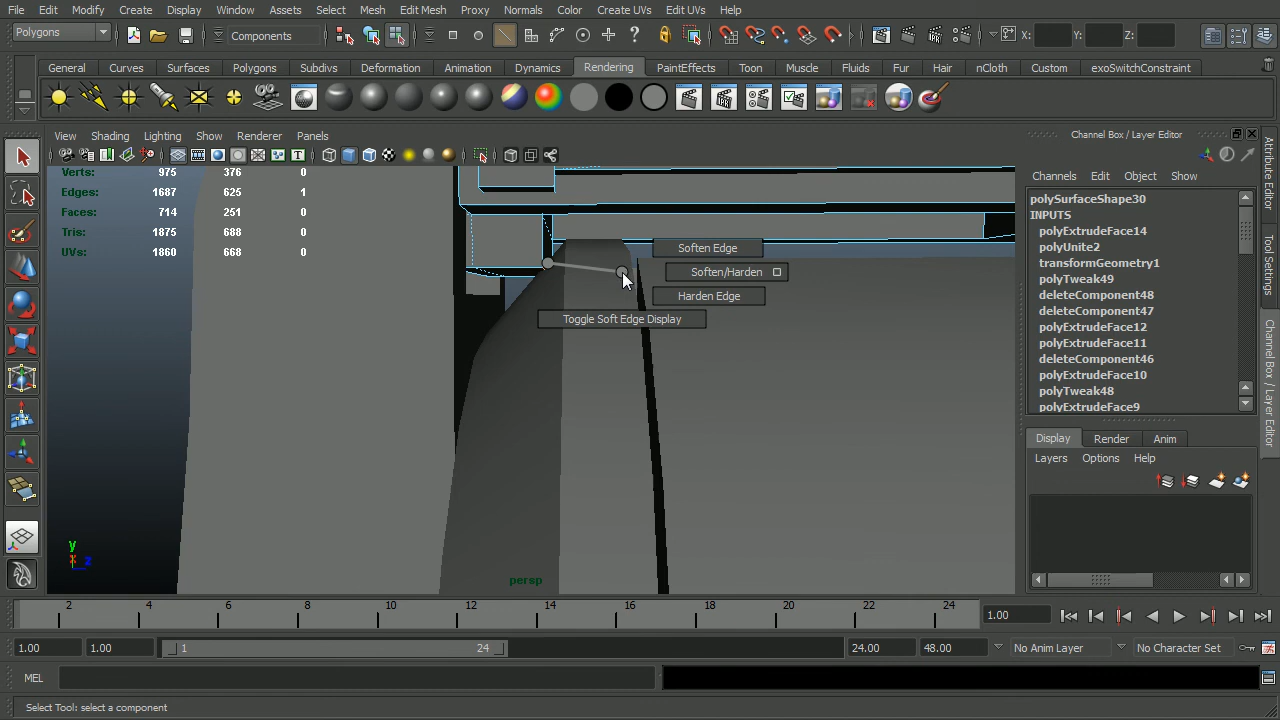 File Edit Modify Create Display Window Assets Select Mesh Edit Mesh Proxy Normals Color Create UVs Edit UVs Help
Polygons Components X: Y: Z:
General Curves Surfaces Polygons Subdivs Deformation Animation Dynamics Rendering PaintEffects Toon Muscle Fluids Fur Hair nCloth Custom exoSwitchConstraint
View Shading Lighting Show Renderer Panels
Channel Box / Layer Editor
Verts: 975 376 0
Edges: 1687 625 1
Faces: 714 251 0
Tris: 1875 688 0
UVs: 1860 668 0
Soften Edge
Soften/Harden
Harden Edge
Toggle Soft Edge Display
y
x z
persp
Channels Edit Object Show
polySurfaceShape30
INPUTS
polyExtrudeFace14
polyUnite2
transformGeometry1
polyTweak49
deleteComponent48
deleteComponent47
polyExtrudeFace12
polyExtrudeFace11
deleteComponent46
polyExtrudeFace10
polyTweak48
polyExtrudeFace9
Display Render Anim
Layers Options Help
Attribute Editor
Tool Settings
Channel Box / Layer Editor
2 4 6 8 10 12 14 16 18 20 22 24
1.00
1.00 1.00 1 24 24.00 48.00 No Anim Layer No Character Set
MEL
Select Tool: select a component